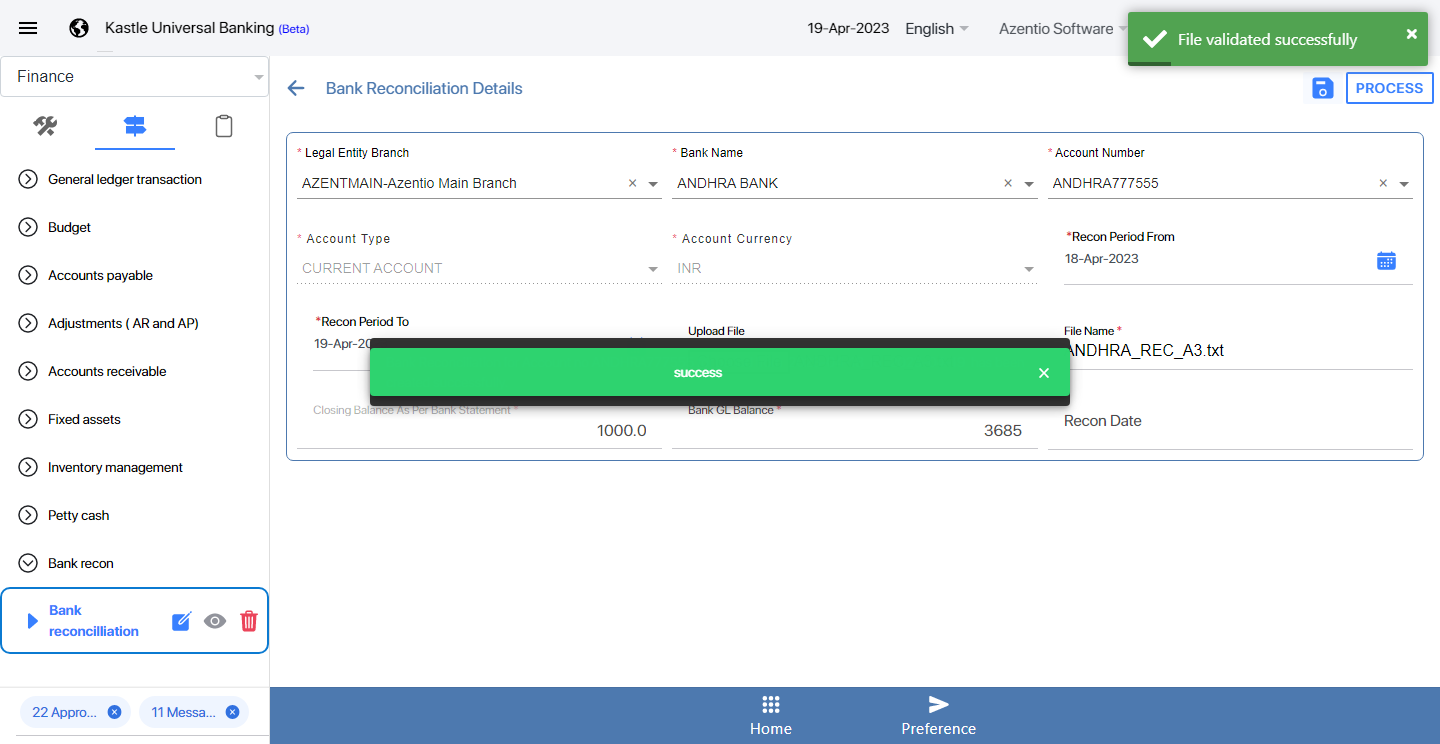 Kastle Universal Banking (Beta)
19-Apr-2023
English
Azentio Software
File validated successfully
Finance
Bank Reconciliation Details
PROCESS
General ledger transaction
Budget
Accounts payable
Adjustments ( AR and AP)
Accounts receivable
Fixed assets
Inventory management
Petty cash
Bank recon
Bank
reconcilliation
22 Appro...
11 Messa...
* Legal Entity Branch
AZENTMAIN-Azentio Main Branch
* Bank Name
ANDHRA BANK
* Account Number
ANDHRA777555
* Account Type
CURRENT ACCOUNT
* Account Currency
INR
*Recon Period From
18-Apr-2023
*Recon Period To
19-Apr-20
Upload File
File Name *
ANDHRA_REC_A3.txt
success
Closing Balance As Per Bank Statement *
1000.0
Bank GL Balance *
3685
Recon Date
Home
Preference